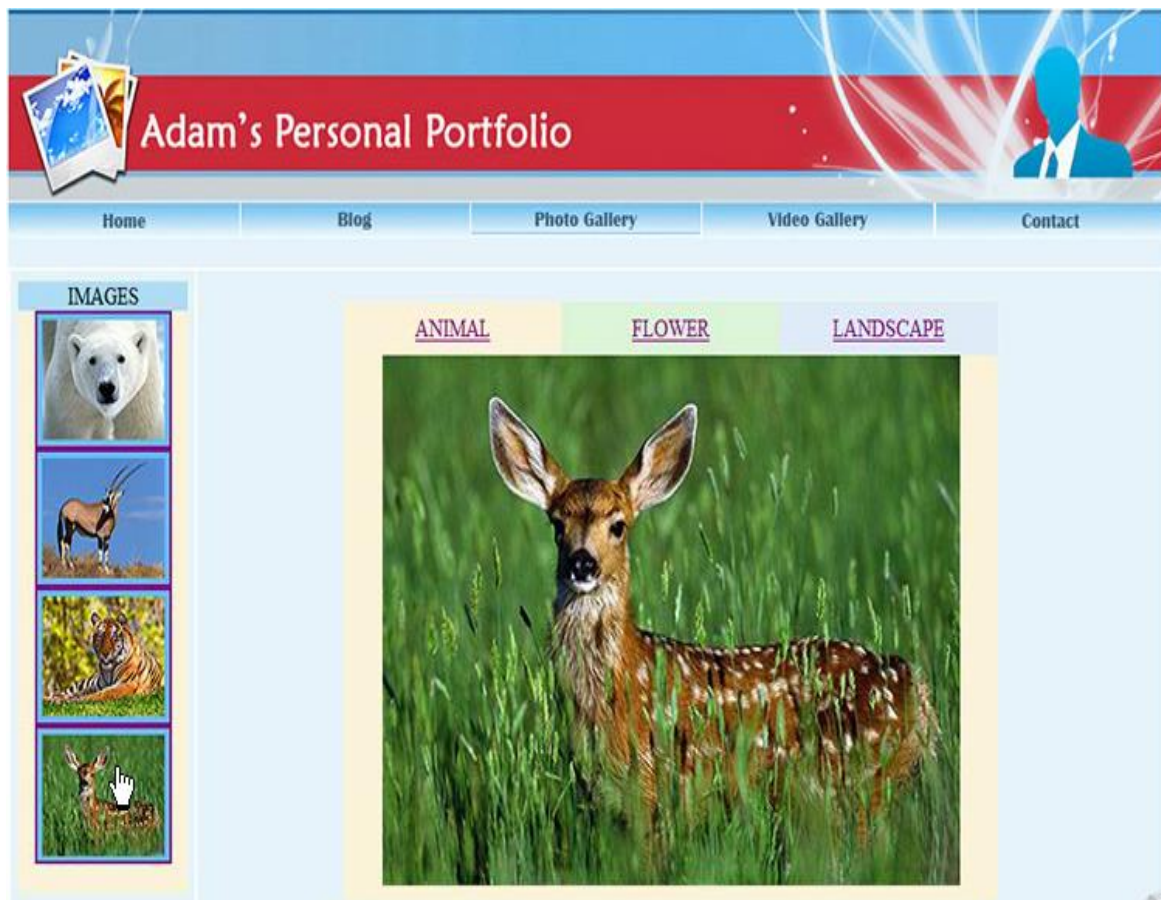 Adam's Personal Portfolio
Home Blog Photo Gallery Video Gallery Contact
IMAGES
ANIMAL FLOWER LANDSCAPE